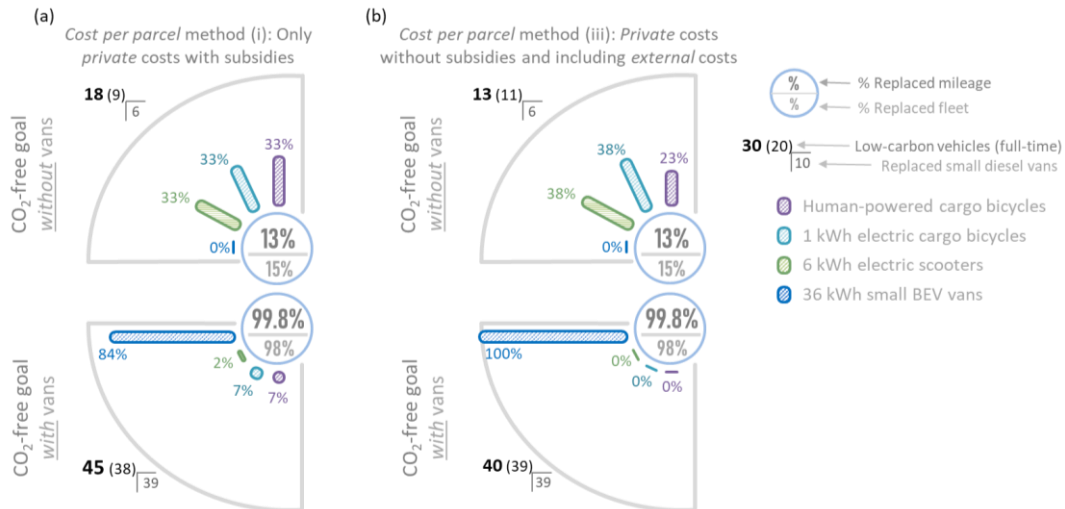 (a)
Cost per parcel method (i): Only
private costs with subsidies
18 (9)
6
CO₂-free goal
without vans
33%
33%
33%
0%
13%
15%
99.8%
98%
84%
2%
7%
7%
CO₂-free goal
with vans
45 (38)
39
(b)
Cost per parcel method (iii): Private costs
without subsidies and including external costs
13 (11)
6
CO₂-free goal
without vans
38%
23%
38%
0%
13%
15%
99.8%
98%
100%
0%
0%
0%
CO₂-free goal
with vans
40 (39)
39
%
%
% Replaced mileage
% Replaced fleet
30 (20)
10
Low-carbon vehicles (full-time)
Replaced small diesel vans
Human-powered cargo bicycles
1 kWh electric cargo bicycles
6 kWh electric scooters
36 kWh small BEV vans